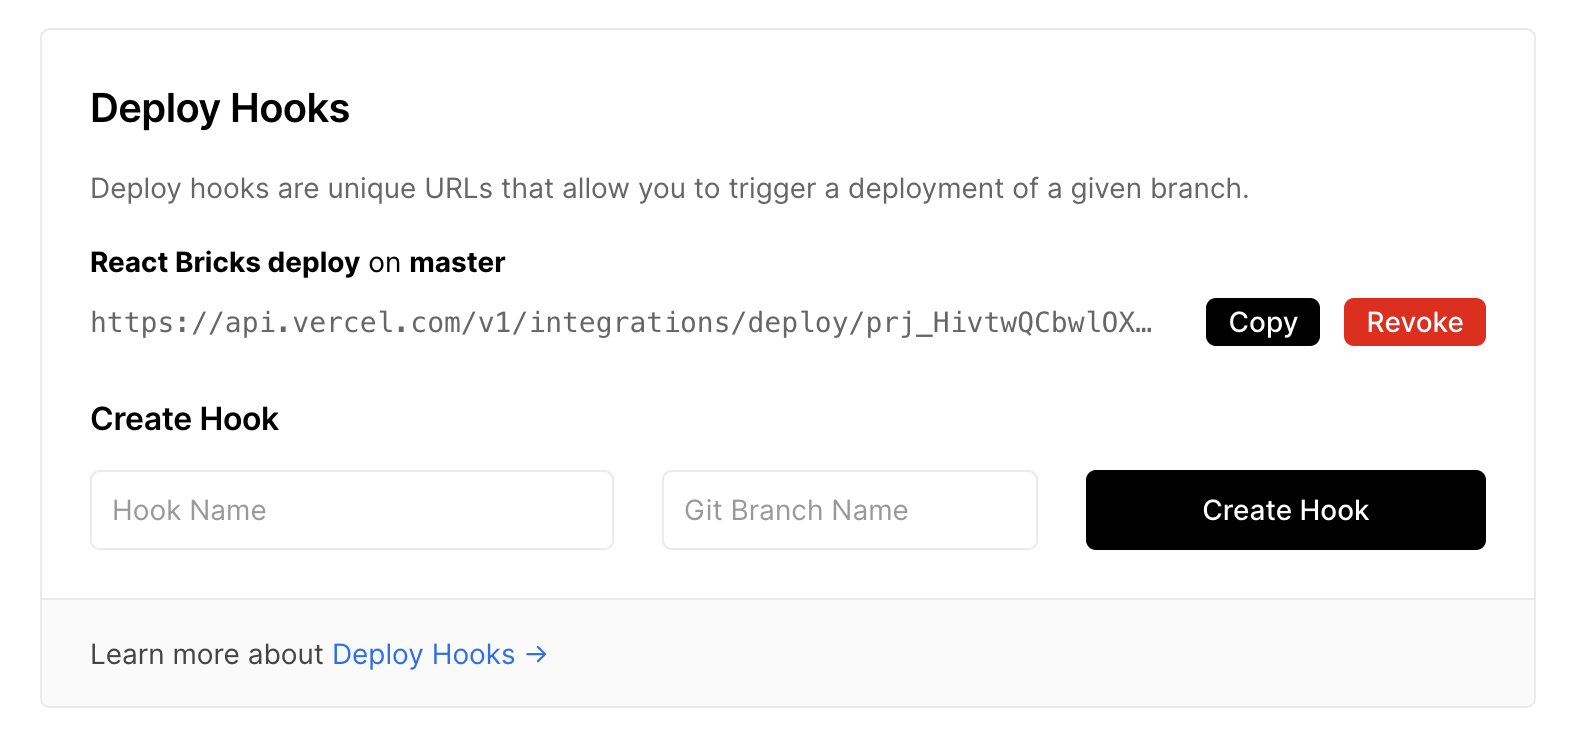 Deploy Hooks
Deploy hooks are unique URLs that allow you to trigger a deployment of a given branch.
React Bricks deploy on master
https://api.vercel.com/v1/integrations/deploy/prj_HivtwQCbwlOX… Copy Revoke
Create Hook
Hook Name Git Branch Name Create Hook
Learn more about Deploy Hooks →